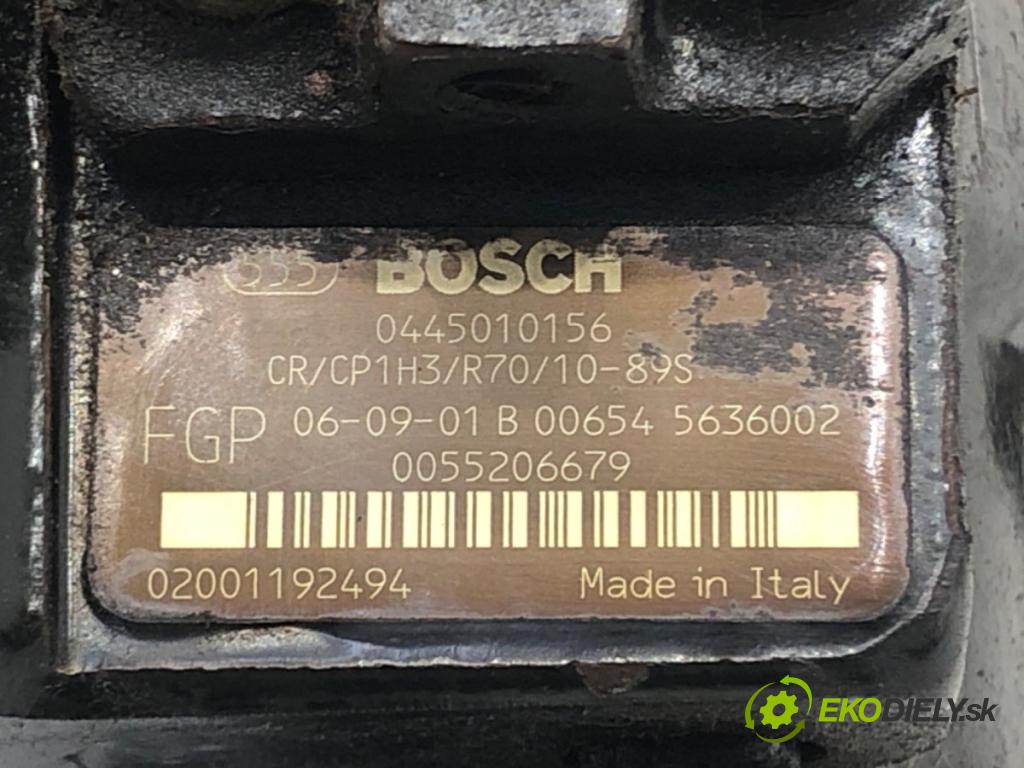 BOSCH
0445010156
CR/CP1H3/R70/10-89S
FGP 06-09-01 B 00654 5636002
0055206679
02001192494 Made in Italy
EKODIELY.sk